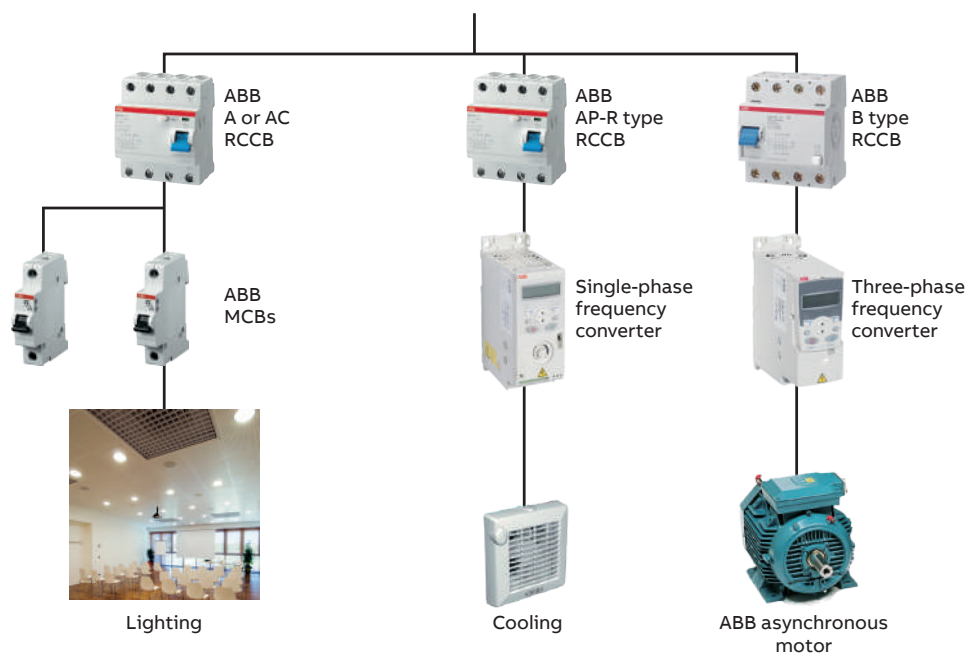 ABB
A or AC
RCCB
ABB
AP-R type
RCCB
ABB
B type
RCCB
ABB
MCBs
Single-phase
frequency
converter
Three-phase
frequency
converter
Lighting
Cooling
ABB asynchronous
motor